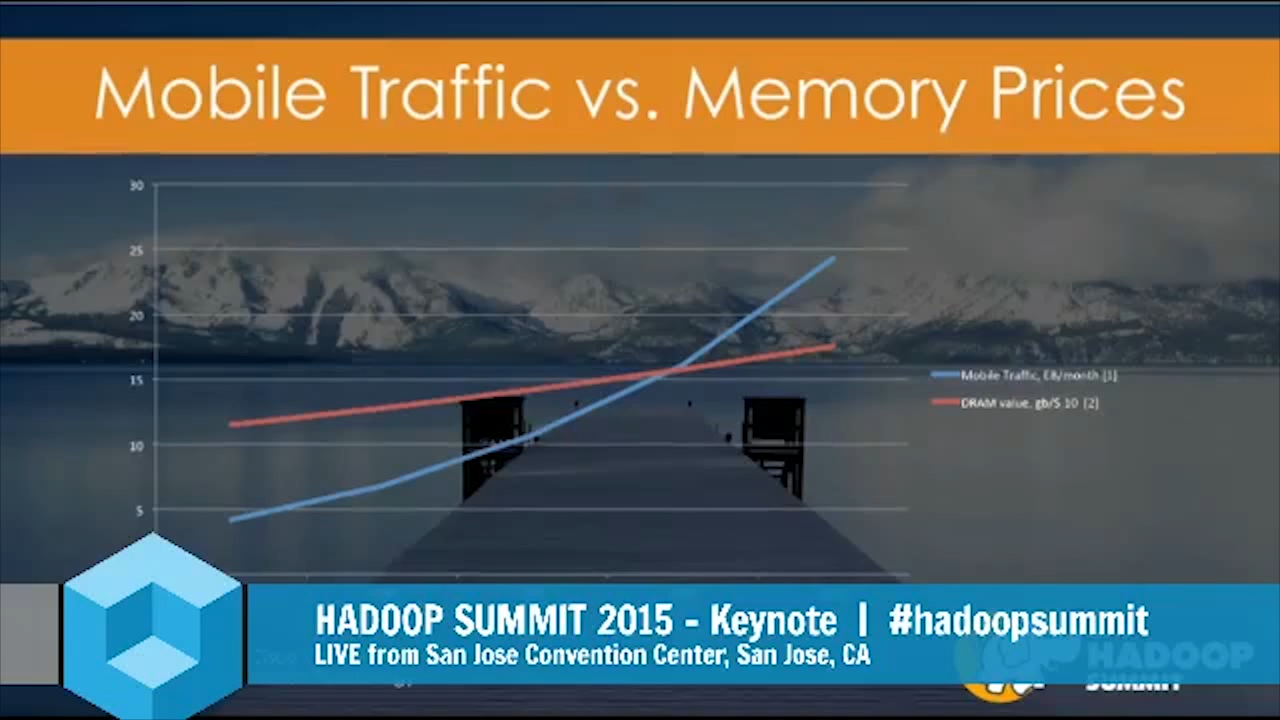 Mobile Traffic vs. Memory Prices
30
25
20
15
10
5
Mobile Traffic, EB/month [1]
DRAM value, gb/$ 10 [2]
HADOOP SUMMIT 2015 - Keynote | #hadoopsummit
LIVE from San Jose Convention Center, San Jose, CA
HADOOP
SUMMIT